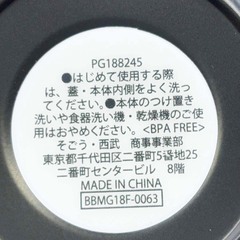 PG188245
●はじめて使用する際
は、蓋・本体内側をよく洗っ
てください。●本体のつけ置き
洗いや食器洗い機・乾燥機のご使
用はおやめください。<BPA FREE>
そごう・西武 商事事業部
東京都千代田区二番町5番地25
二番町センタービル 8階
MADE IN CHINA
BBMG18F-0063